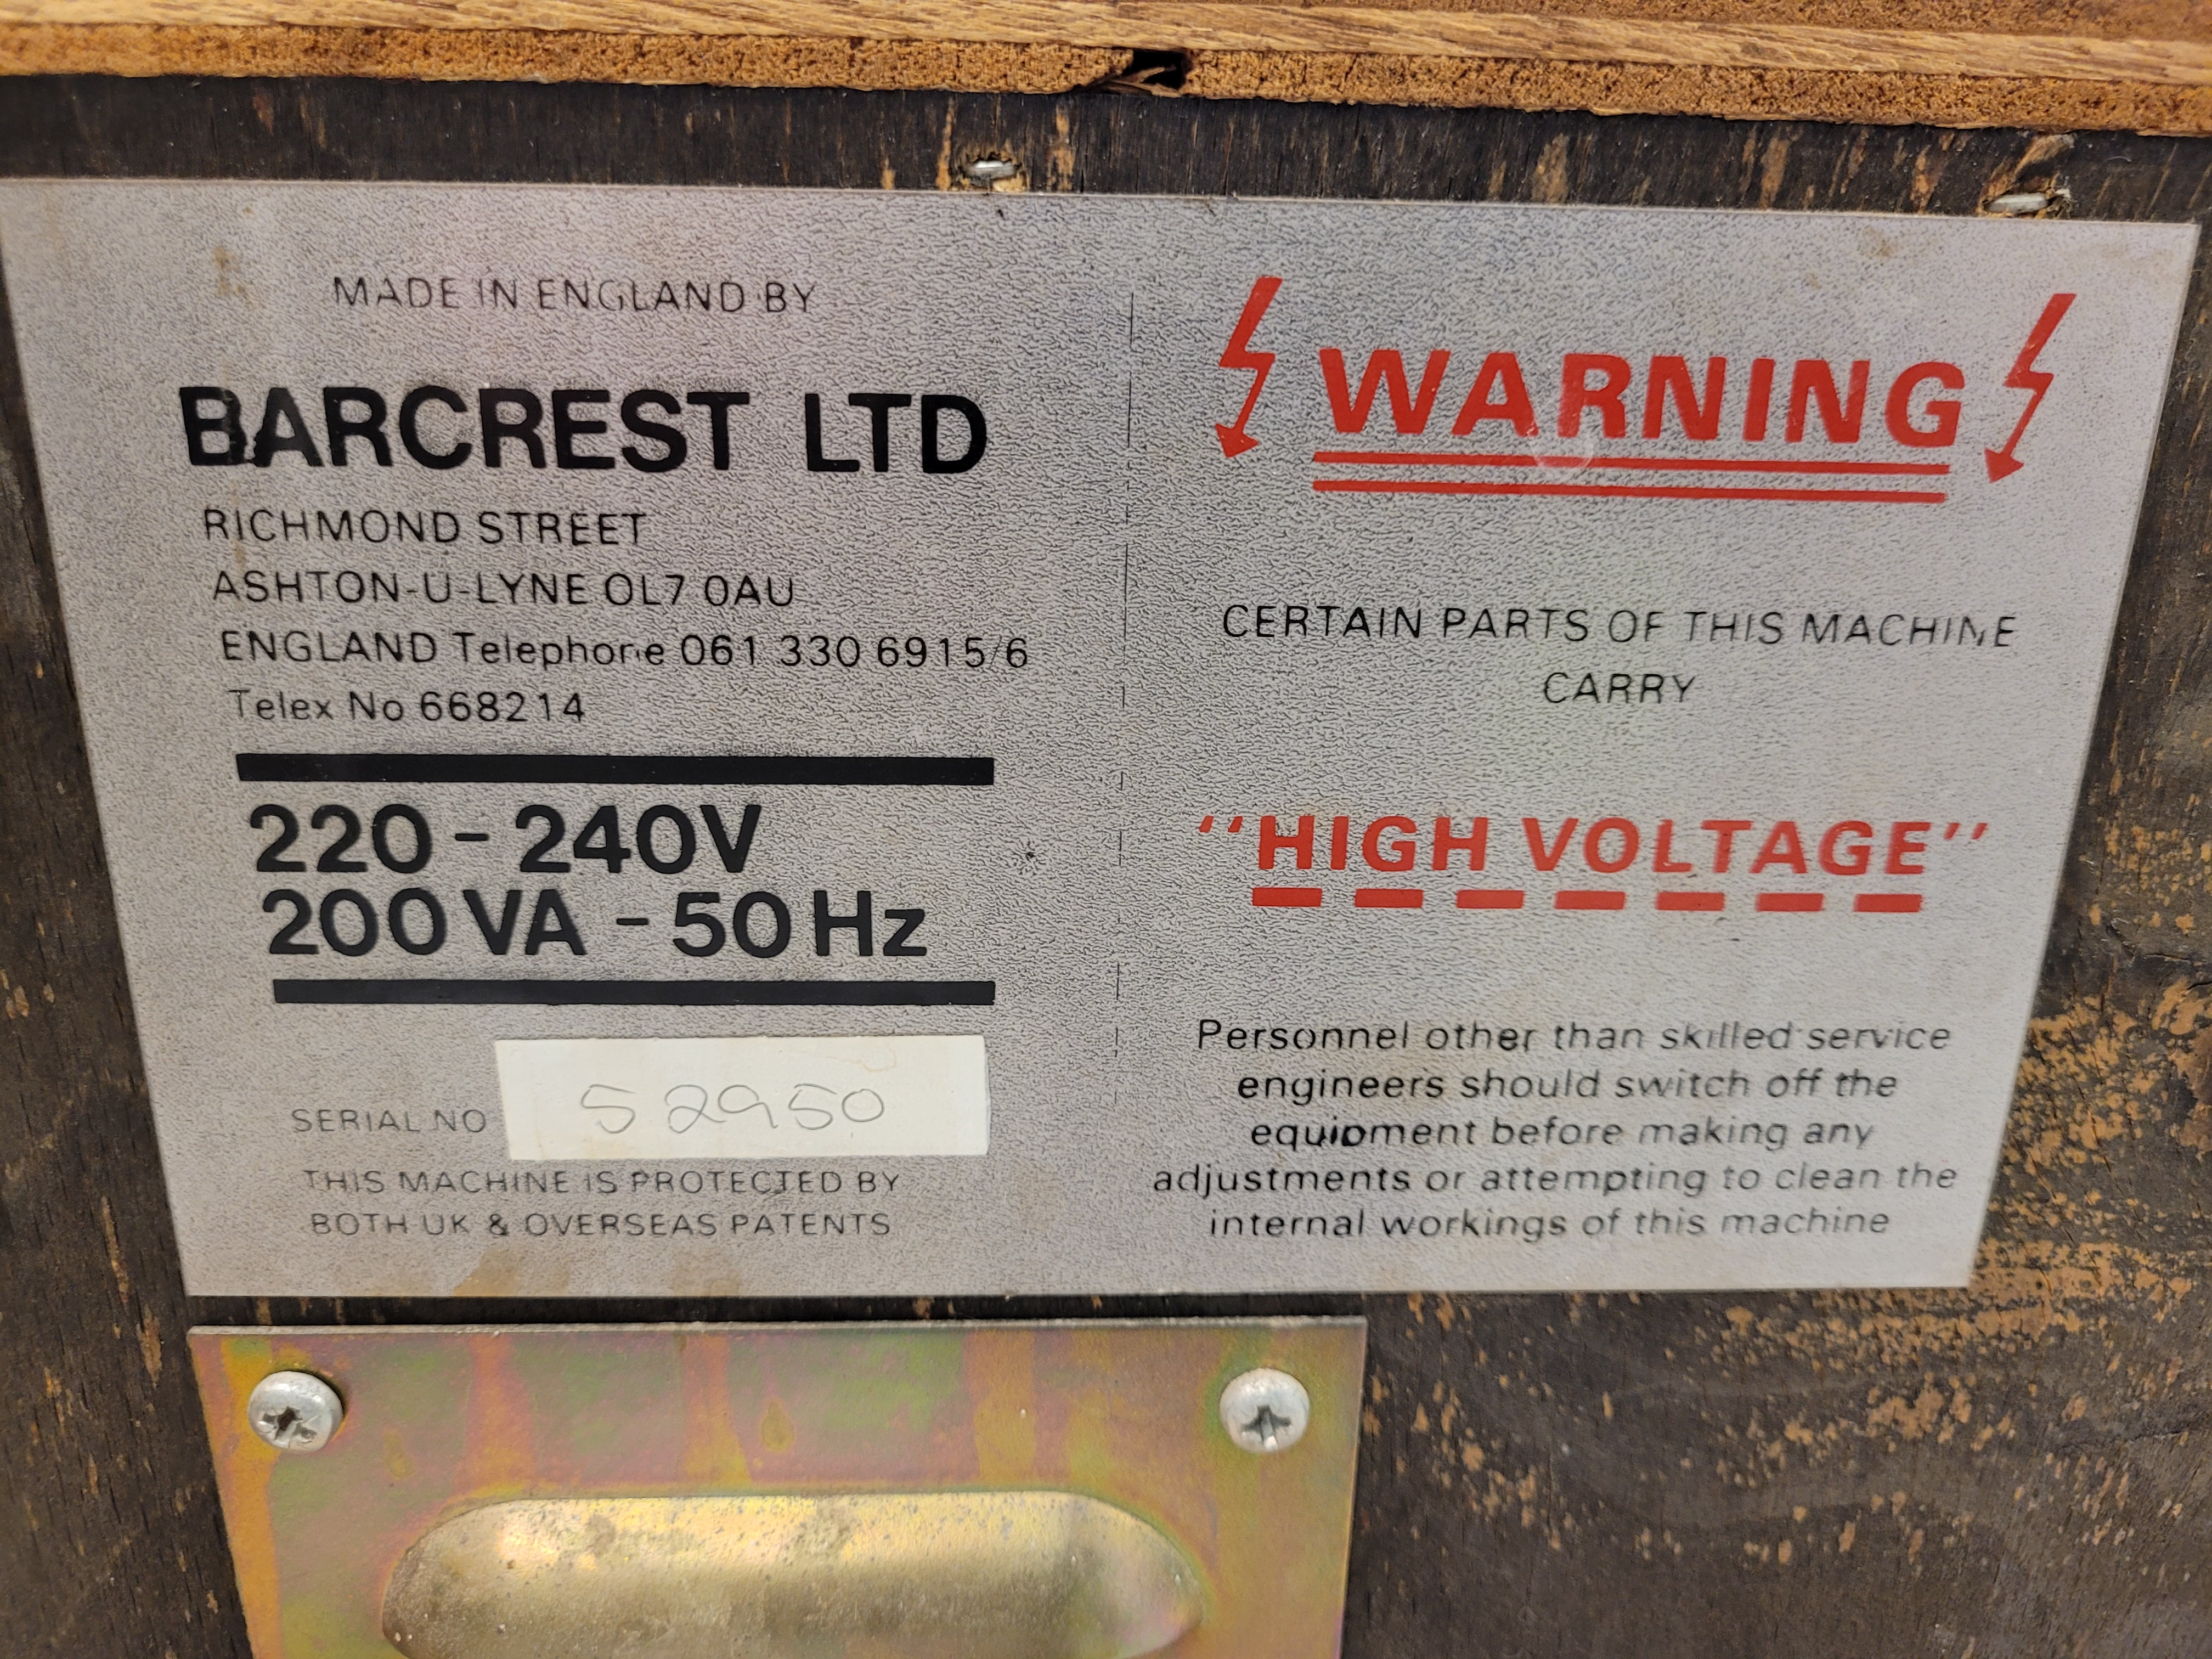 MADE IN ENGLAND BY
BARCREST LTD
RICHMOND STREET
ASHTON-U-LYNE OL7 0AU
ENGLAND Telephone 061 330 6915/6
Telex No 668214
220-240V
200 VA - 50 Hz
SERIAL NO 52950
THIS MACHINE IS PROTECTED BY
BOTH UK & OVERSEAS PATENTS
WARNING
CERTAIN PARTS OF THIS MACHINE
CARRY
"HIGH VOLTAGE"
Personnel other than skilled service
engineers should switch off the
equipment before making any
adjustments or attempting to clean the
internal workings of this machine